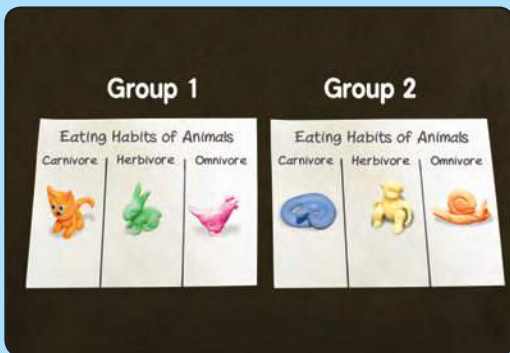 Group 1
Group 2
Eating Habits of Animals
Carnivore Herbivore Omnivore
Eating Habits of Animals
Carnivore Herbivore Omnivore